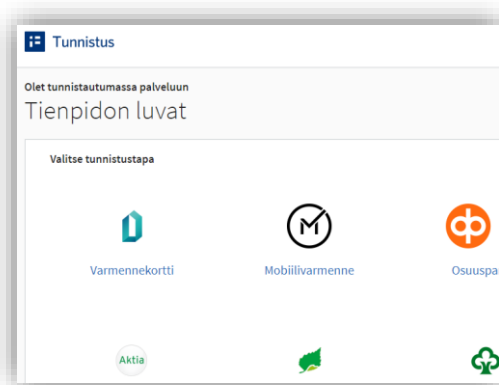 Tunnistus
Olet tunnistautumassa palveluun
Tienpidon luvat
Valitse tunnistustapa
Varmennekortti Mobiilivarmenne
Aktia